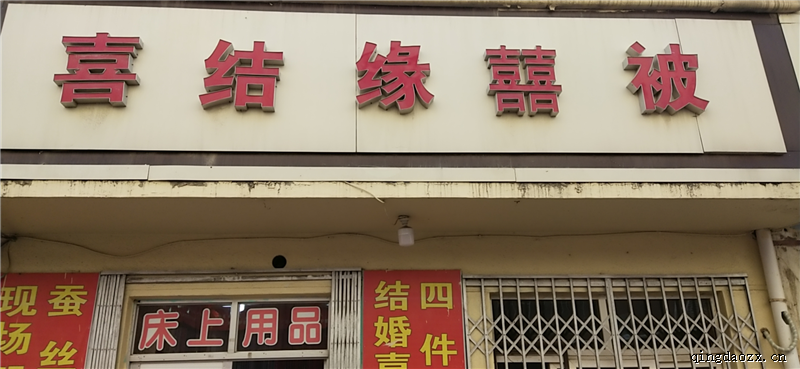 喜结缘囍被
蚕丝
现场
床上用品
四件
结婚喜
qingdaozx.cn